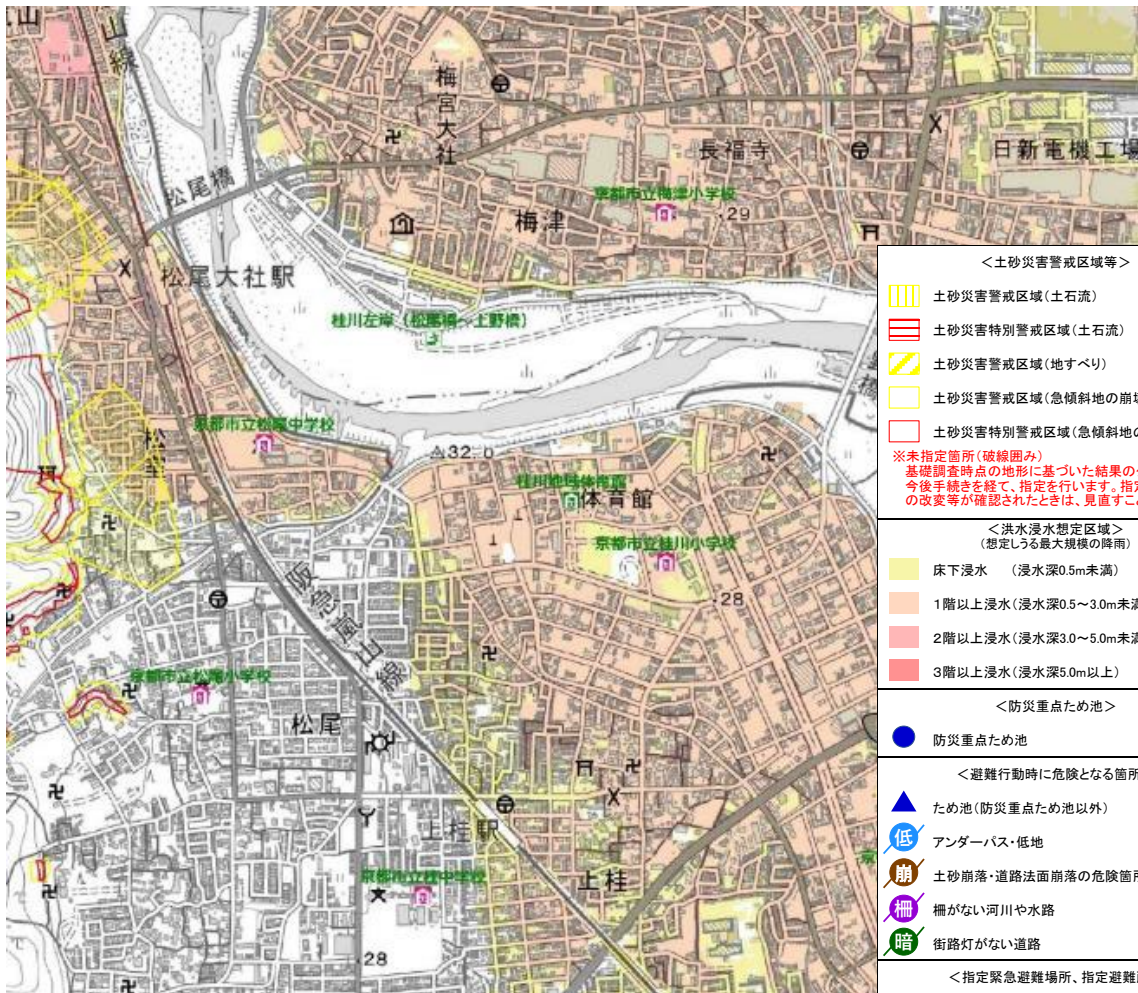 山
山線
梅宮大社
松尾橋
長福寺
日新電機工場
京都市立梅津小学校
・29
梅津
松尾大社駅
桂川左岸（松尾橋～上野橋）
京都市立松尾中学校
32.0
桂川地域体育館
体育館
京都市立桂川小学校
・28
阪急嵐山線
京都市立松尾小学校
松尾
上桂駅
上桂
京都市立桂中学校
・28
＜土砂災害警戒区域等＞
土砂災害警戒区域（土石流）
土砂災害特別警戒区域（土石流）
土砂災害警戒区域（地すべり）
土砂災害警戒区域（急傾斜地の崩
土砂災害特別警戒区域（急傾斜地の
※未指定箇所（破線囲み）
基礎調査時点の地形に基づいた結果の
今後手続きを経て、指定を行います。指
の改変等が確認されたときは、見直すこ
＜洪水浸水想定区域＞
（想定しうる最大規模の降雨）
床下浸水　（浸水深0.5m未満）
1階以上浸水（浸水深0.5～3.0m未満
2階以上浸水（浸水深3.0～5.0m未満
3階以上浸水（浸水深5.0m以上）
＜防災重点ため池＞
防災重点ため池
＜避難行動時に危険となる箇所
ため池（防災重点ため池以外）
低 アンダーパス・低地
崩 土砂崩落・道路法面崩落の危険箇所
柵 柵がない河川や水路
暗 街路灯がない道路
＜指定緊急避難場所、指定避難